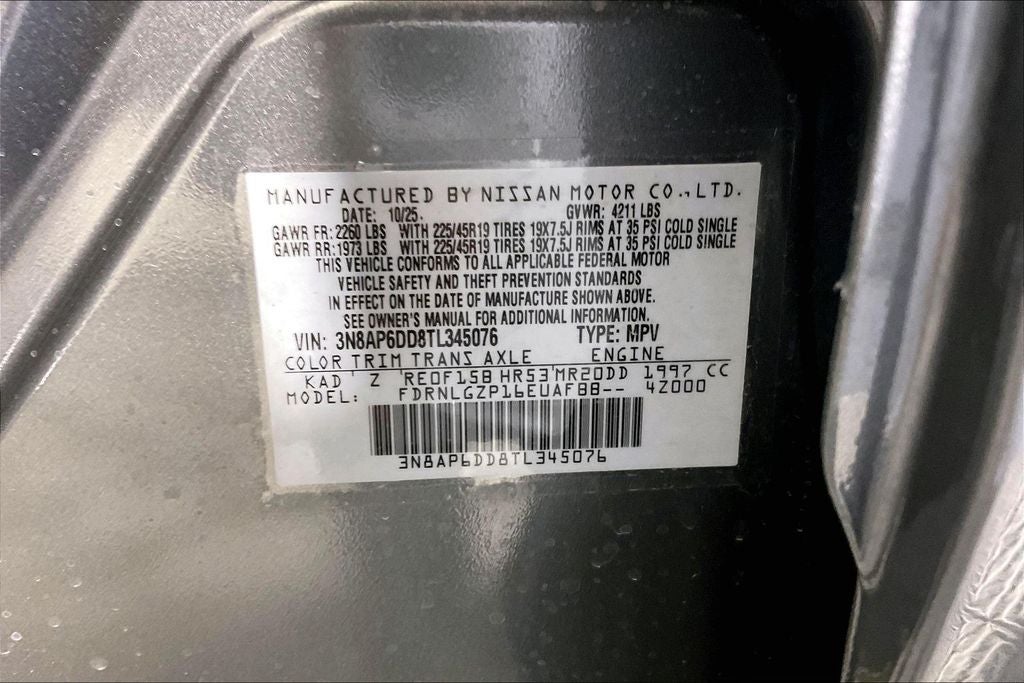 MANUFACTURED BY NISSAN MOTOR CO.,LTD.
DATE: 10/25. GVWR: 4211 LBS
GAWR FR: 2260 LBS WITH 225/45R19 TIRES 19X7.5J RIMS AT 35 PSI COLD SINGLE
GAWR RR: 1973 LBS WITH 225/45R19 TIRES 19X7.5J RIMS AT 35 PSI COLD SINGLE
THIS VEHICLE CONFORMS TO ALL APPLICABLE FEDERAL MOTOR
VEHICLE SAFETY AND THEFT PREVENTION STANDARDS
IN EFFECT ON THE DATE OF MANUFACTURE SHOWN ABOVE.
SEE OWNER'S MANUAL FOR ADDITIONAL INFORMATION.
VIN: 3N8AP6DD8TL345076 TYPE: MPV
COLOR TRIM TRANS AXLE ENGINE
KAD ' Z 'RE0F15B HR53'MR20DD 1997 CC
MODEL: FDRNLGZP16EUAFBB-- 4Z000
3N8AP6DD8TL345076